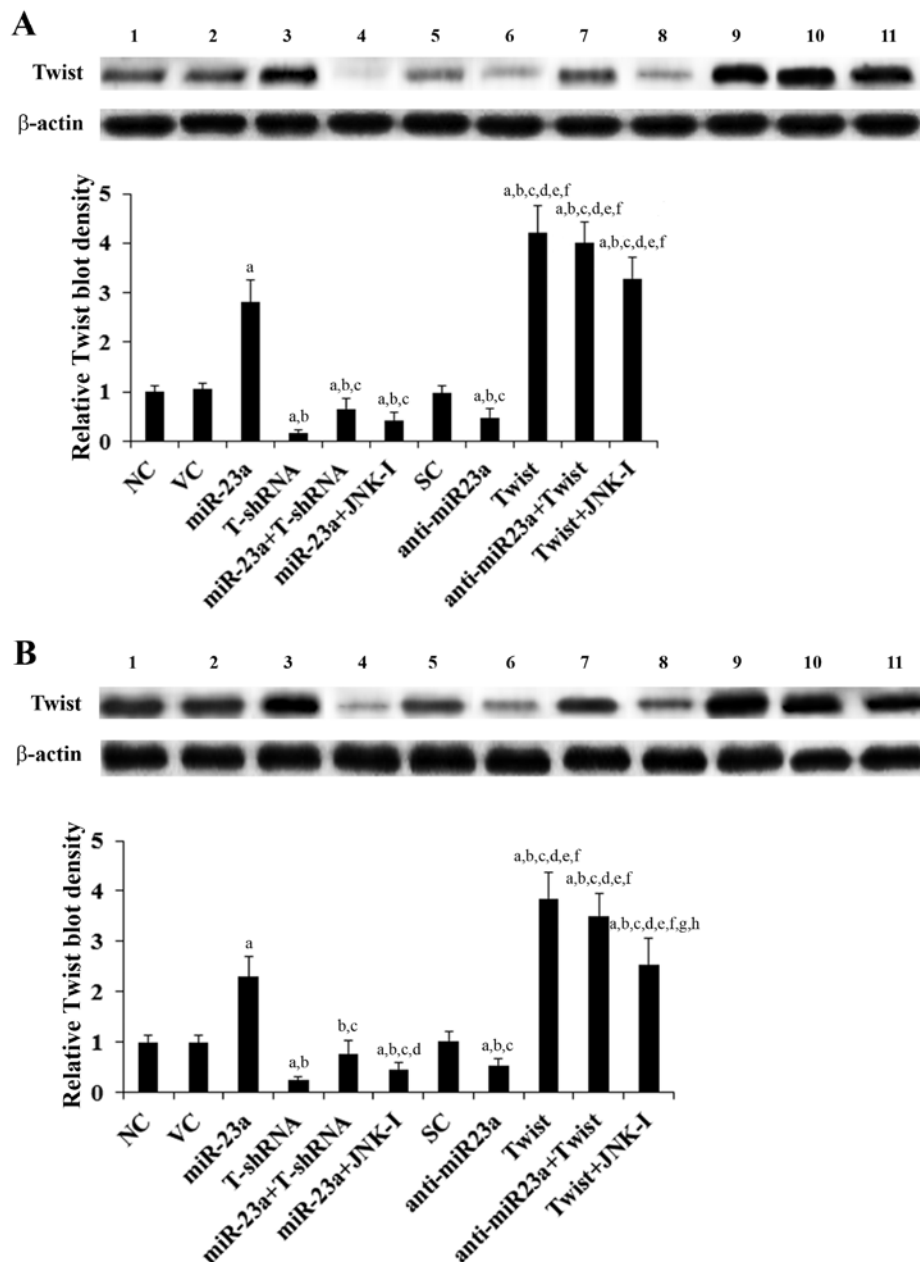 A
1 2 3 4 5 6 7 8 9 10 11
Twist
β-actin
Relative Twist blot density
5
4
3
2
1
0
a
a,b
a,b,c
a,b,c
a,b,c
a,b,c,d,e,f
a,b,c,d,e,f
a,b,c,d,e,f
NC
VC
miR-23a
T-shRNA
miR-23a+T-shRNA
miR-23a+JNK-I
SC
anti-miR23a
Twist
anti-miR23a+Twist
Twist+JNK-I
B
1 2 3 4 5 6 7 8 9 10 11
Twist
β-actin
Relative Twist blot density
5
4
3
2
1
0
a
a,b
b,c
a,b,c,d
a,b,c
a,b,c,d,e,f
a,b,c,d,e,f
a,b,c,d,e,f,g,h
NC
VC
miR-23a
T-shRNA
miR-23a+T-shRNA
miR-23a+JNK-I
SC
anti-miR23a
Twist
anti-miR23a+Twist
Twist+JNK-I